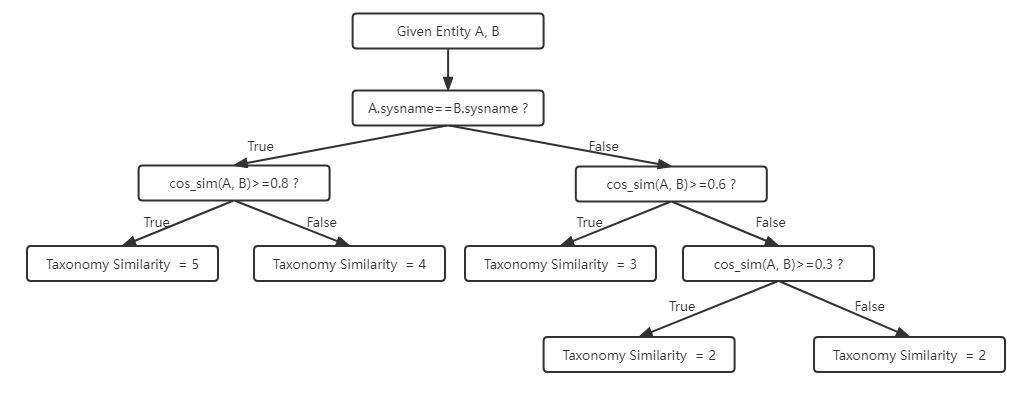 Given Entity A, B
A.sysname==B.sysname ?
True
False
cos_sim(A, B)>=0.8 ?
cos_sim(A, B)>=0.6 ?
True
False
True
False
Taxonomy Similarity = 5
Taxonomy Similarity = 4
Taxonomy Similarity = 3
cos_sim(A, B)>=0.3 ?
True
False
Taxonomy Similarity = 2
Taxonomy Similarity = 2